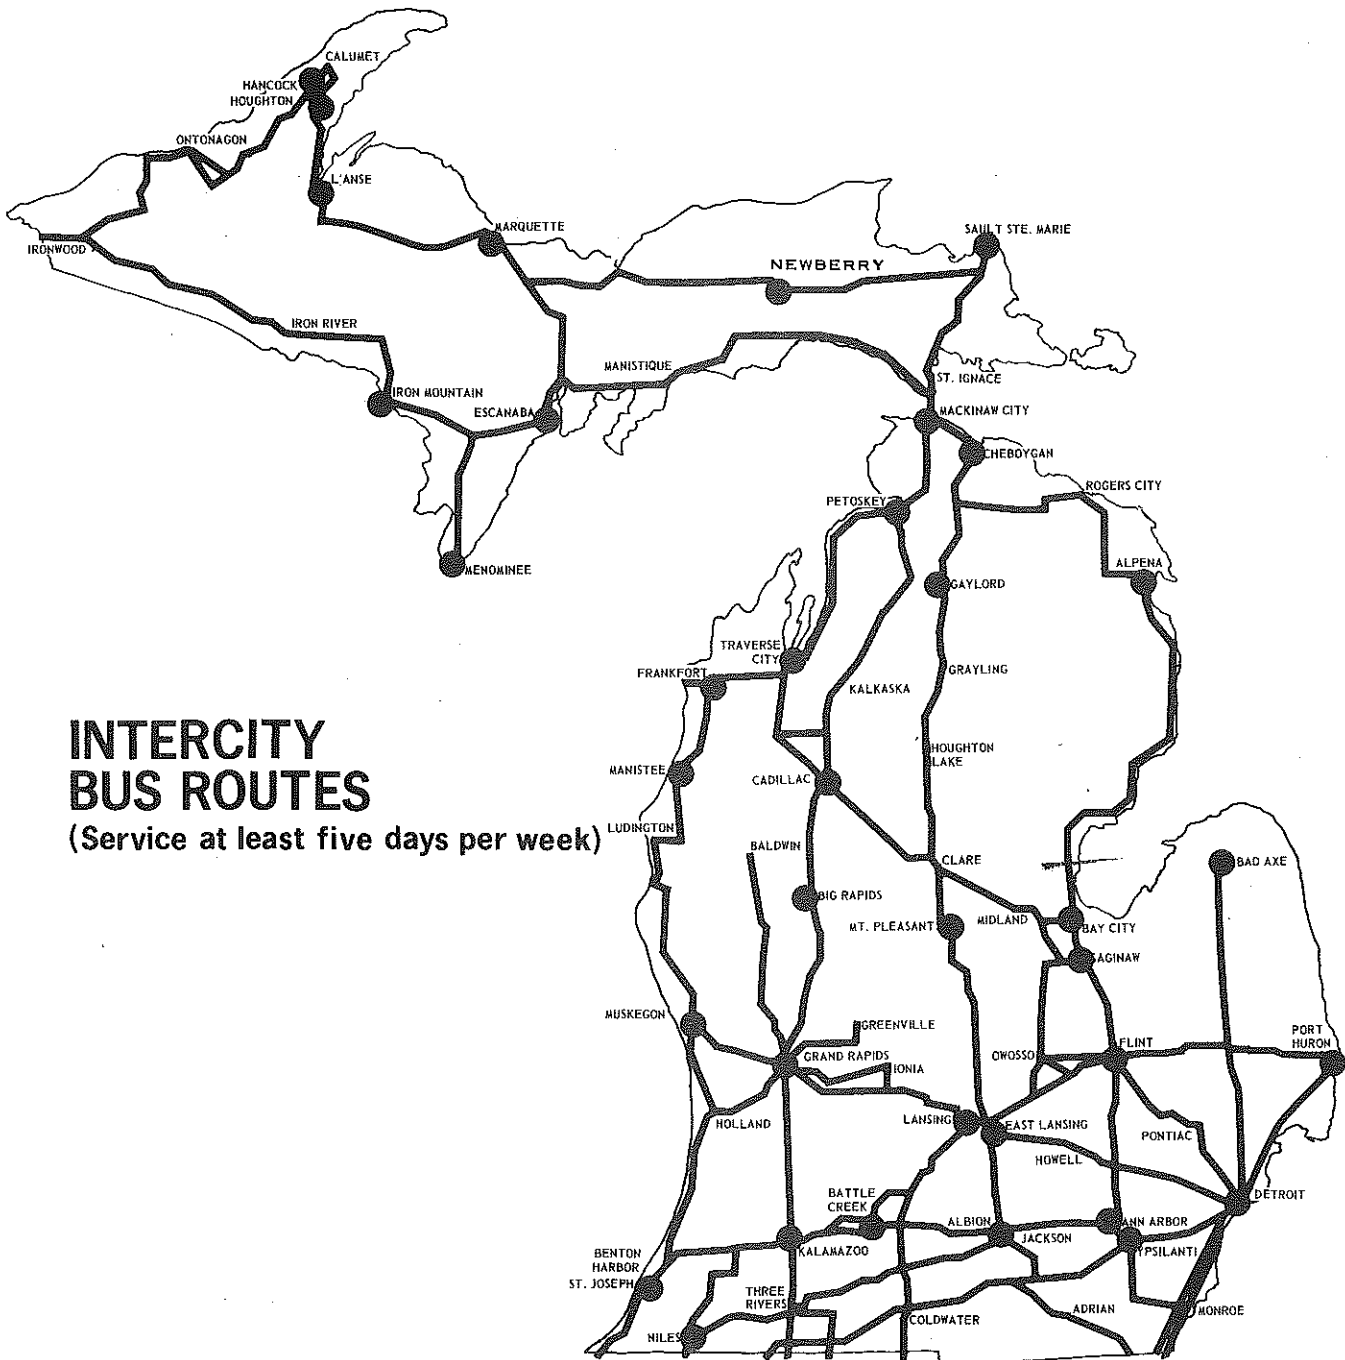 CALUMET
HANCOCK
HOUGHTON
ONTONAGON
L'ANSE
MARQUETTE
SAULT STE. MARIE
IRONWOOD
NEWBERRY
IRON RIVER
MANISTIQUE
ST. IGNACE
IRON MOUNTAIN
ESCANABA
MACKINAW CITY
CHEBOYGAN
ROGERS CITY
PETOSKEY
MENOMINEE
ALPENA
GAYLORD
TRAVERSE
CITY
FRANKFORT
GRAYLING
KALKASKA
INTERCITY
BUS ROUTES
(Service at least five days per week)
HOUGHTON
LAKE
MANISTEE
CADILLAC
LUDINGTON
BALDWIN
CLARE
BAD AXE
BIG RAPIDS
MT. PLEASANT
MIDLAND
BAY CITY
SAGINAW
MUSKEGON
GREENVILLE
PORT
HURON
GRAND RAPIDS
OWOSSO
FLINT
IONIA
HOLLAND
LANSING
EAST LANSING
PONTIAC
HOWELL
BATTLE
CREEK
DETROIT
ALBION
ANN ARBOR
JACKSON
YPSILANTI
KALAMAZOO
BENTON
HARBOR
ST. JOSEPH
THREE
RIVERS
COLDWATER
ADRIAN
MONROE
NILES